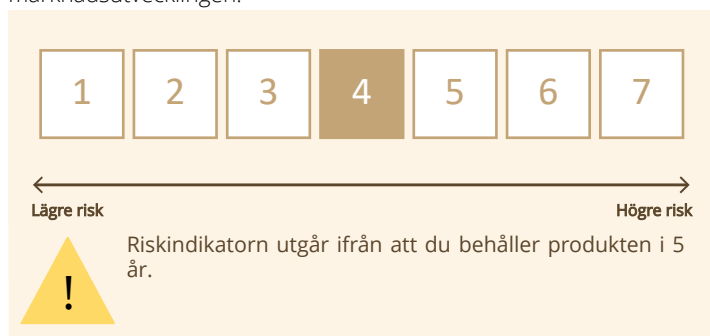 marknadsutvecklingen.
1 2 3 4 5 6 7
Lägre risk Högre risk
Riskindikatorn utgår ifrån att du behåller produkten i 5
år.
!